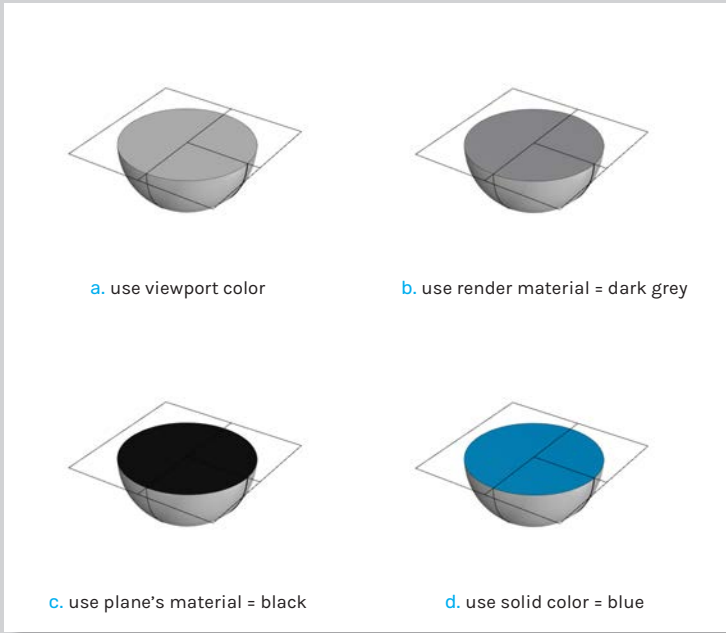 a. use viewport color
b. use render material = dark grey
c. use plane’s material = black
d. use solid color = blue